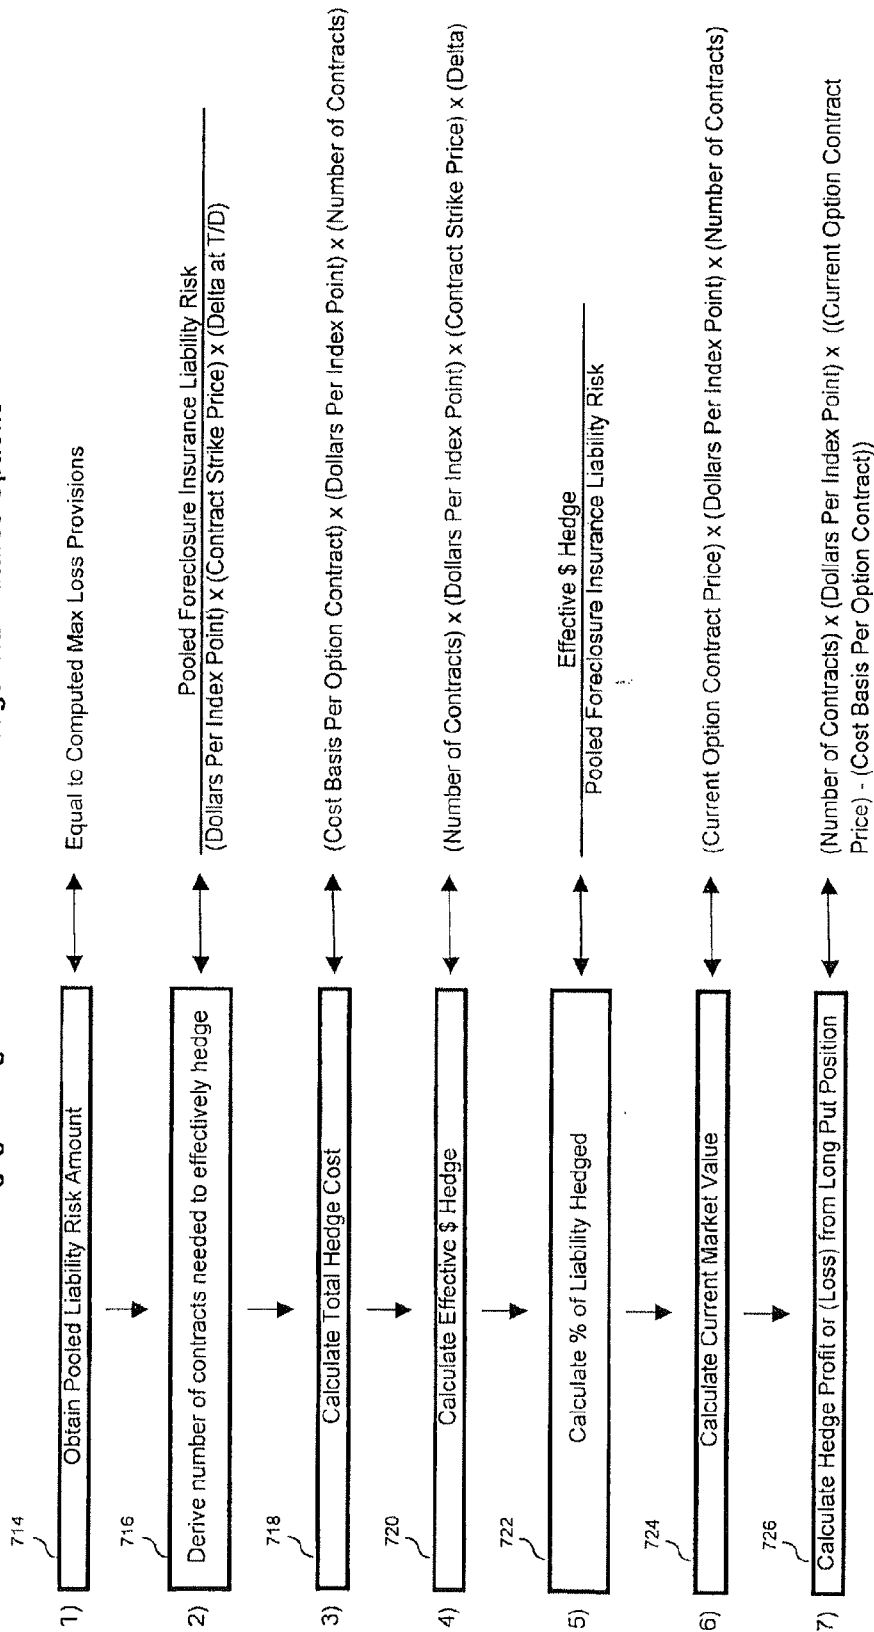 714
1)
Obtain Pooled Liability Risk Amount
Equal to Computed Max Loss Provisions
716
2)
Derive number of contracts needed to effectively hedge
Pooled Foreclosure Insurance Liability Risk
(Dollars Per Index Point) x (Contract Strike Price) x (Delta at T/D)
718
3)
Calculate Total Hedge Cost
(Cost Basis Per Option Contract) x (Dollars Per Index Point) x (Number of Contracts)
720
4)
Calculate Effective $ Hedge
(Number of Contracts) x (Dollars Per Index Point) x (Contract Strike Price) x (Delta)
722
5)
Calculate % of Liability Hedged
Effective $ Hedge
Pooled Foreclosure Insurance Liability Risk
724
6)
Calculate Current Market Value
(Current Option Contract Price) x (Dollars Per Index Point) x (Number of Contracts)
726
7)
Calculate Hedge Profit or (Loss) from Long Put Position
(Number of Contracts) x (Dollars Per Index Point) x ((Current Option Contract
Price) - (Cost Basis Per Option Contract))